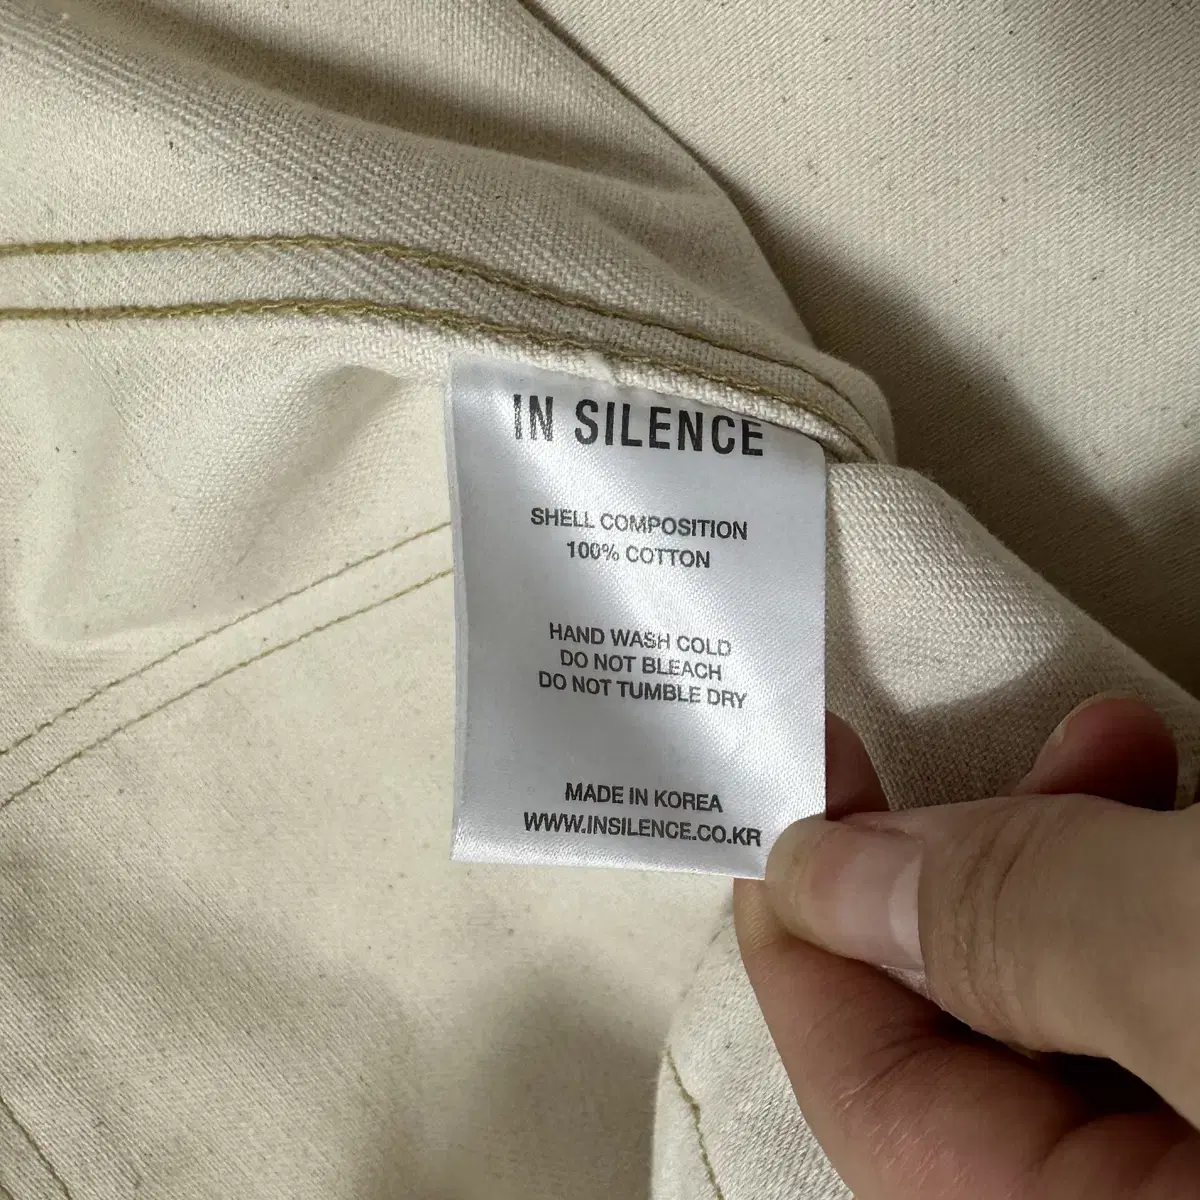 IN SILENCE
SHELL COMPOSITION
100% COTTON
HAND WASH COLD
DO NOT BLEACH
DO NOT TUMBLE DRY
MADE IN KOREA
WWW.INSILENCE.CO.KR